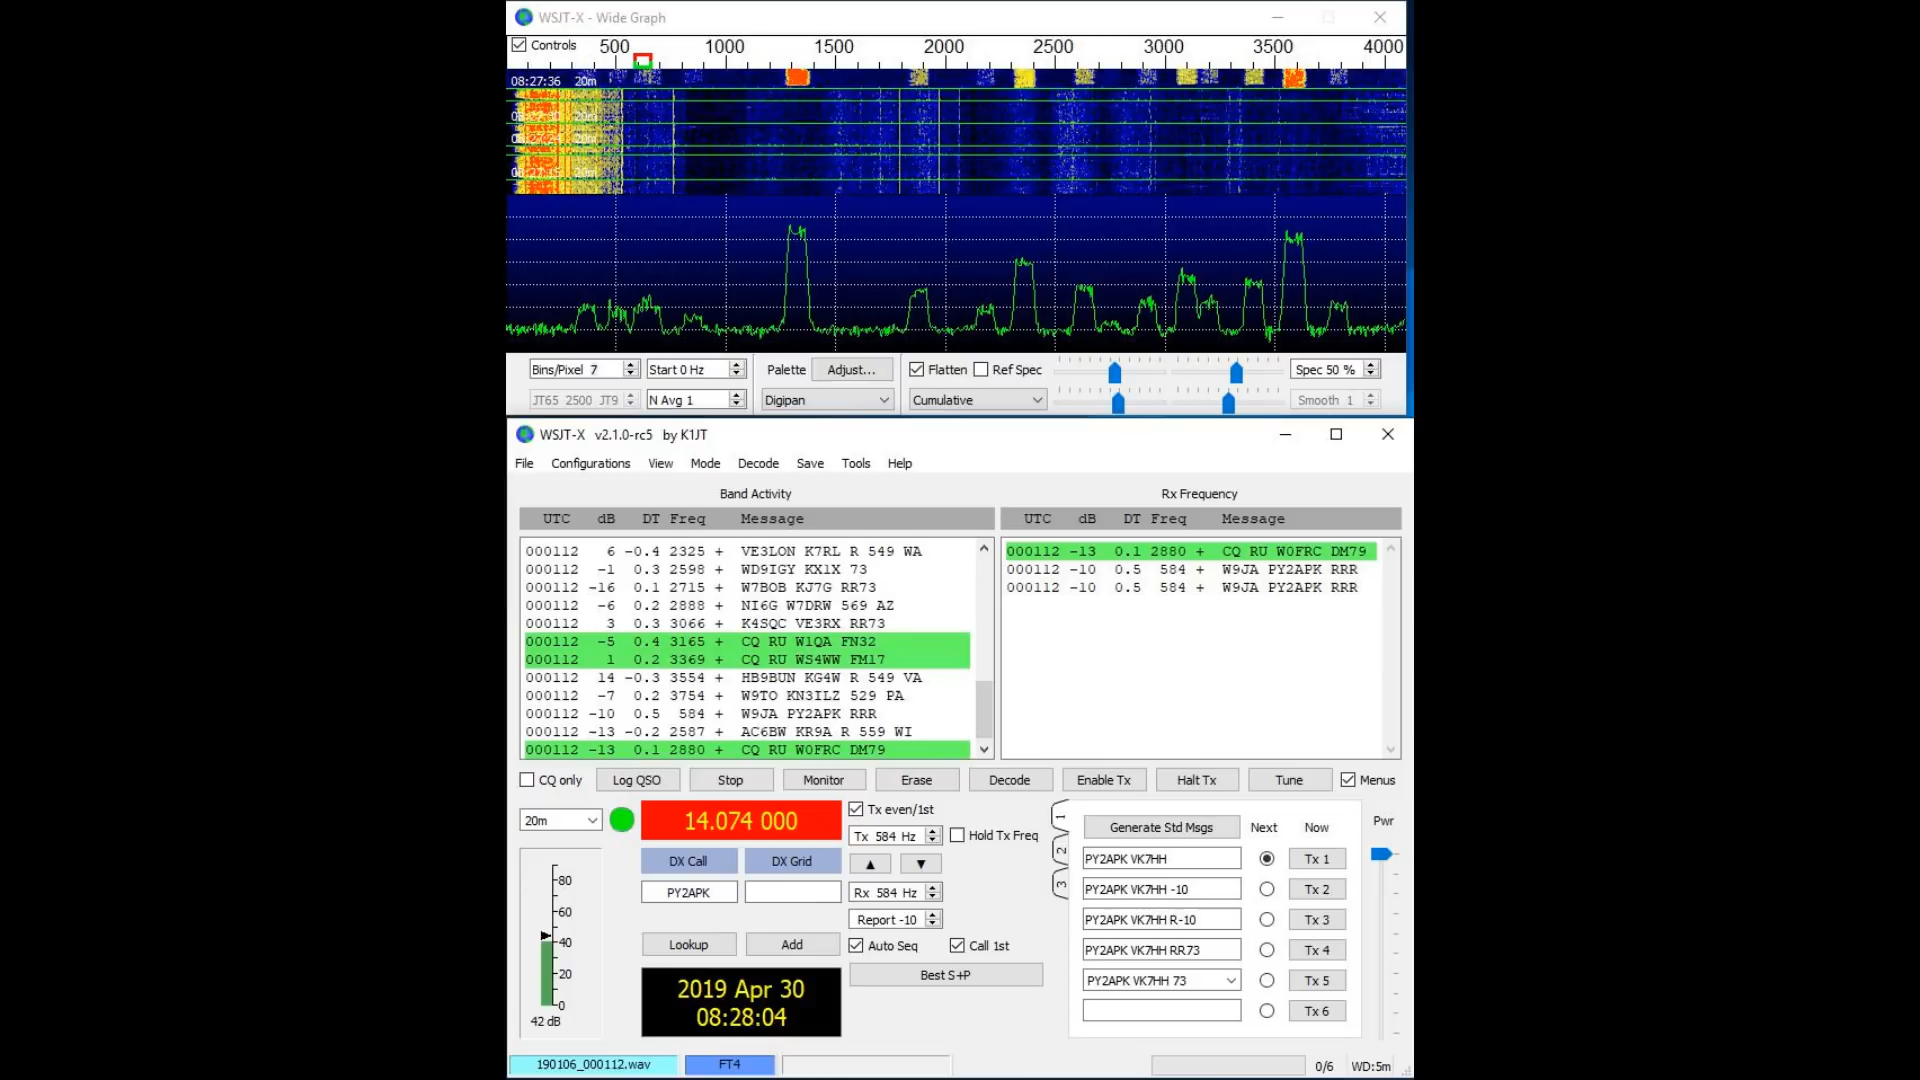 WSJT-X - Wide Graph
Controls 500 1000 1500 2000 2500 3000 3500 4000
08:27:36 20m
20m
20m
20m
Bins/Pixel 7 Start 0 Hz Palette Adjust... Flatten Ref Spec Spec 50 %
JT65 2500 JT9 N Avg 1 Digipan Cumulative Smooth 1
WSJT-X v2.1.0-rc5 by K1JT
File Configurations View Mode Decode Save Tools Help
Band Activity
UTC dB DT Freq Message
000112 6 -0.4 2325 + VE3LON K7RL R 549 WA
000112 -1 0.3 2598 + WD9IGY KX1X 73
000112 -16 0.1 2715 + W7BOB KJ7G RR73
000112 -6 0.2 2888 + NI6G W7DRW 569 AZ
000112 3 0.3 3066 + K4SQC VE3RX RR73
000112 -5 0.4 3165 + CQ RU W1QA FN32
000112 1 0.2 3369 + CQ RU WS4WW FM17
000112 14 -0.3 3554 + HB9BUN KG4W R 549 VA
000112 -7 0.2 3754 + W9TO KN3ILZ 529 PA
000112 -10 0.5 584 + W9JA PY2APK RRR
000112 -13 -0.2 2587 + AC6BW KR9A R 559 WI
000112 -13 0.1 2880 + CQ RU W0FRC DM79
Rx Frequency
UTC dB DT Freq Message
000112 -13 0.1 2880 + CQ RU W0FRC DM79
000112 -10 0.5 584 + W9JA PY2APK RRR
000112 -10 0.5 584 + W9JA PY2APK RRR
CQ only Log QSO Stop Monitor Erase Decode Enable Tx Halt Tx Tune Menus
20m 14.074 000 Tx even/1st
Tx 584 Hz Hold Tx Freq
DX Call DX Grid
PY2APK Rx 584 Hz
Report -10
Lookup Add Auto Seq Call 1st
Best S+P
2019 Apr 30
08:28:04
80
60
40
20
0
42 dB
1
2
3
Generate Std Msgs Next Now Pwr
PY2APK VK7HH Tx 1
PY2APK VK7HH -10 Tx 2
PY2APK VK7HH R-10 Tx 3
PY2APK VK7HH RR73 Tx 4
PY2APK VK7HH 73 Tx 5
Tx 6
190106_000112.wav FT4 0/6 WD:5m